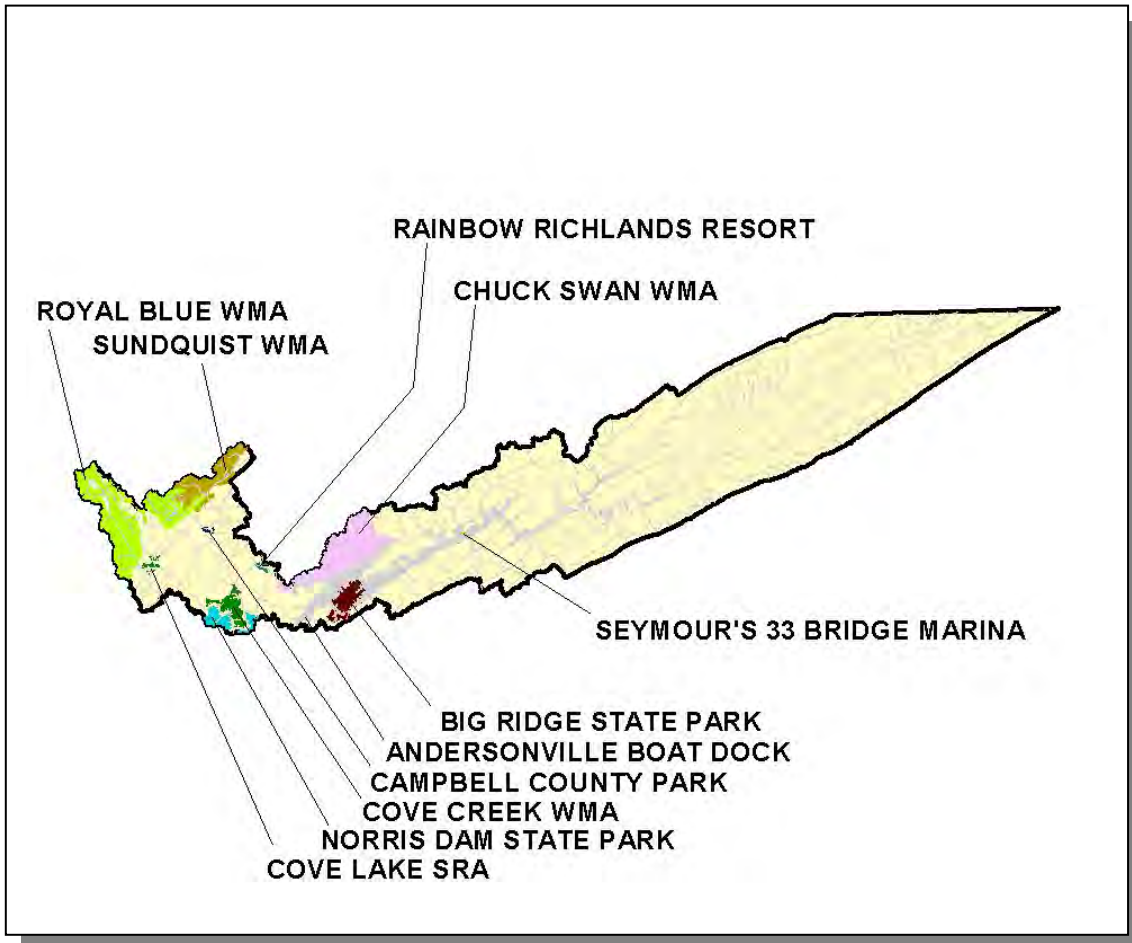 RAINBOW RICHLANDS RESORT
CHUCK SWAN WMA
ROYAL BLUE WMA
SUNDQUIST WMA
SEYMOUR'S 33 BRIDGE MARINA
BIG RIDGE STATE PARK
ANDERSONVILLE BOAT DOCK
CAMPBELL COUNTY PARK
COVE CREEK WMA
NORRIS DAM STATE PARK
COVE LAKE SRA